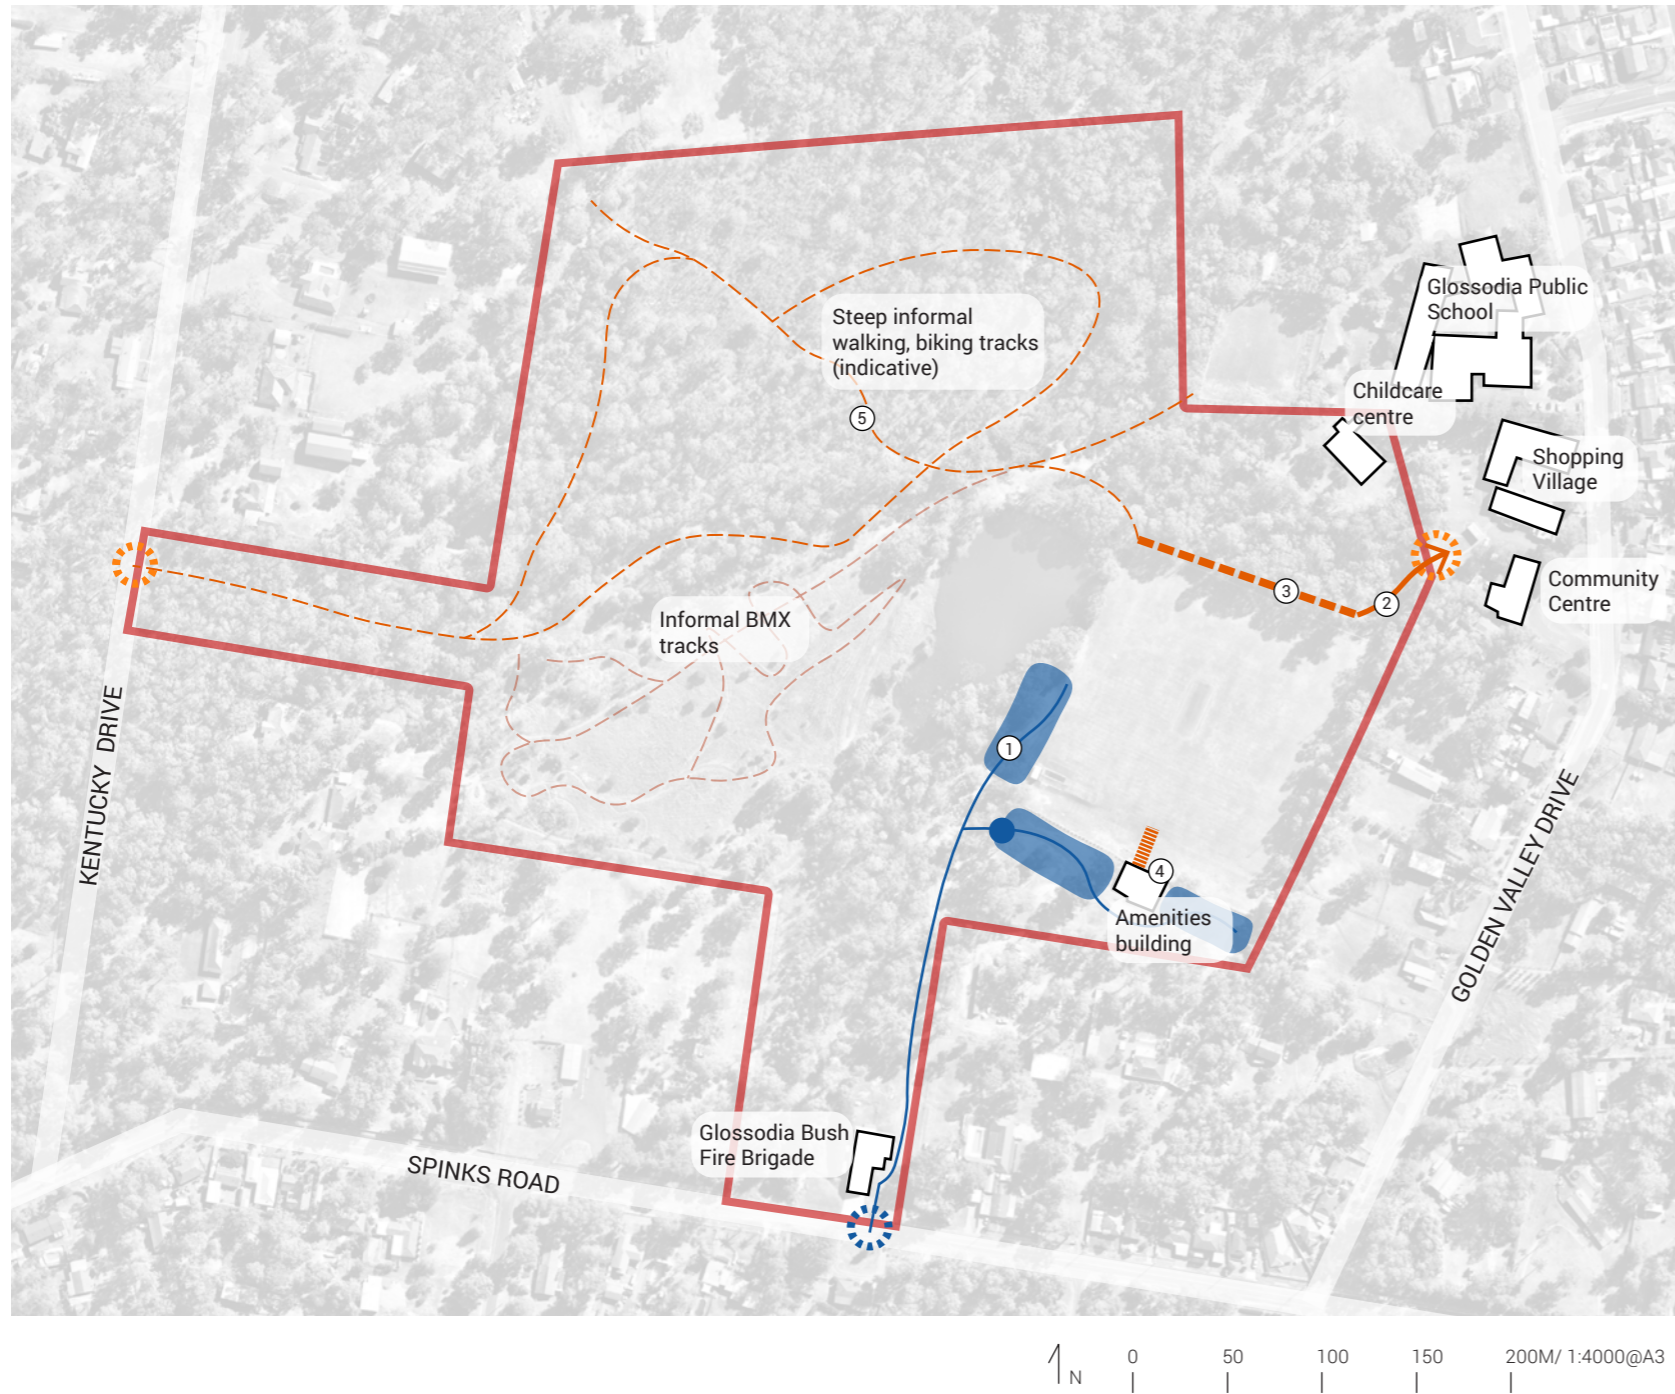 Glossodia Public
School
Steep informal
walking, biking tracks
(indicative)
Childcare
centre
5
Shopping
Village
3
2
Community
Centre
Informal BMX
tracks
KENTUCKY DRIVE
1
GOLDEN VALLEY DRIVE
4
Amenities
building
Glossodia Bush
Fire Brigade
SPINKS ROAD
N
0 50 100 150 200M/ 1:4000@A3